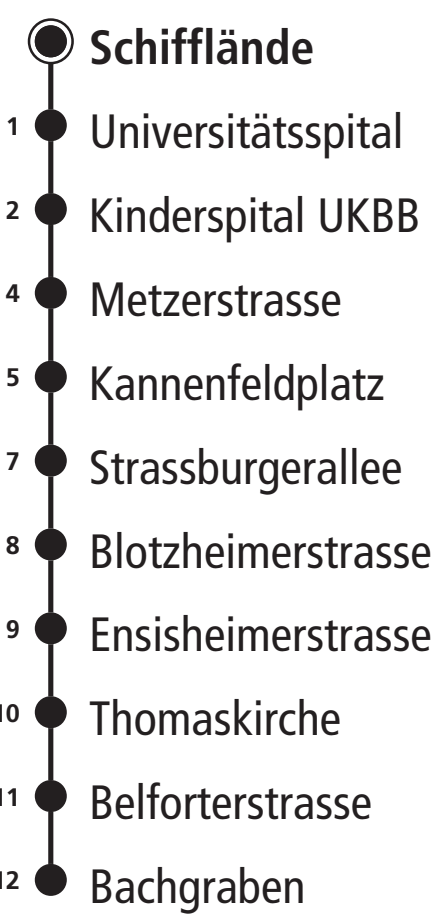 Schifflände
1 Universitätsspital
2 Kinderspital UKBB
4 Metzerstrasse
5 Kannenfeldplatz
7 Strassburgerallee
8 Blotzheimerstrasse
9 Ensisheimerstrasse
10 Thomaskirche
11 Belforterstrasse
12 Bachgraben